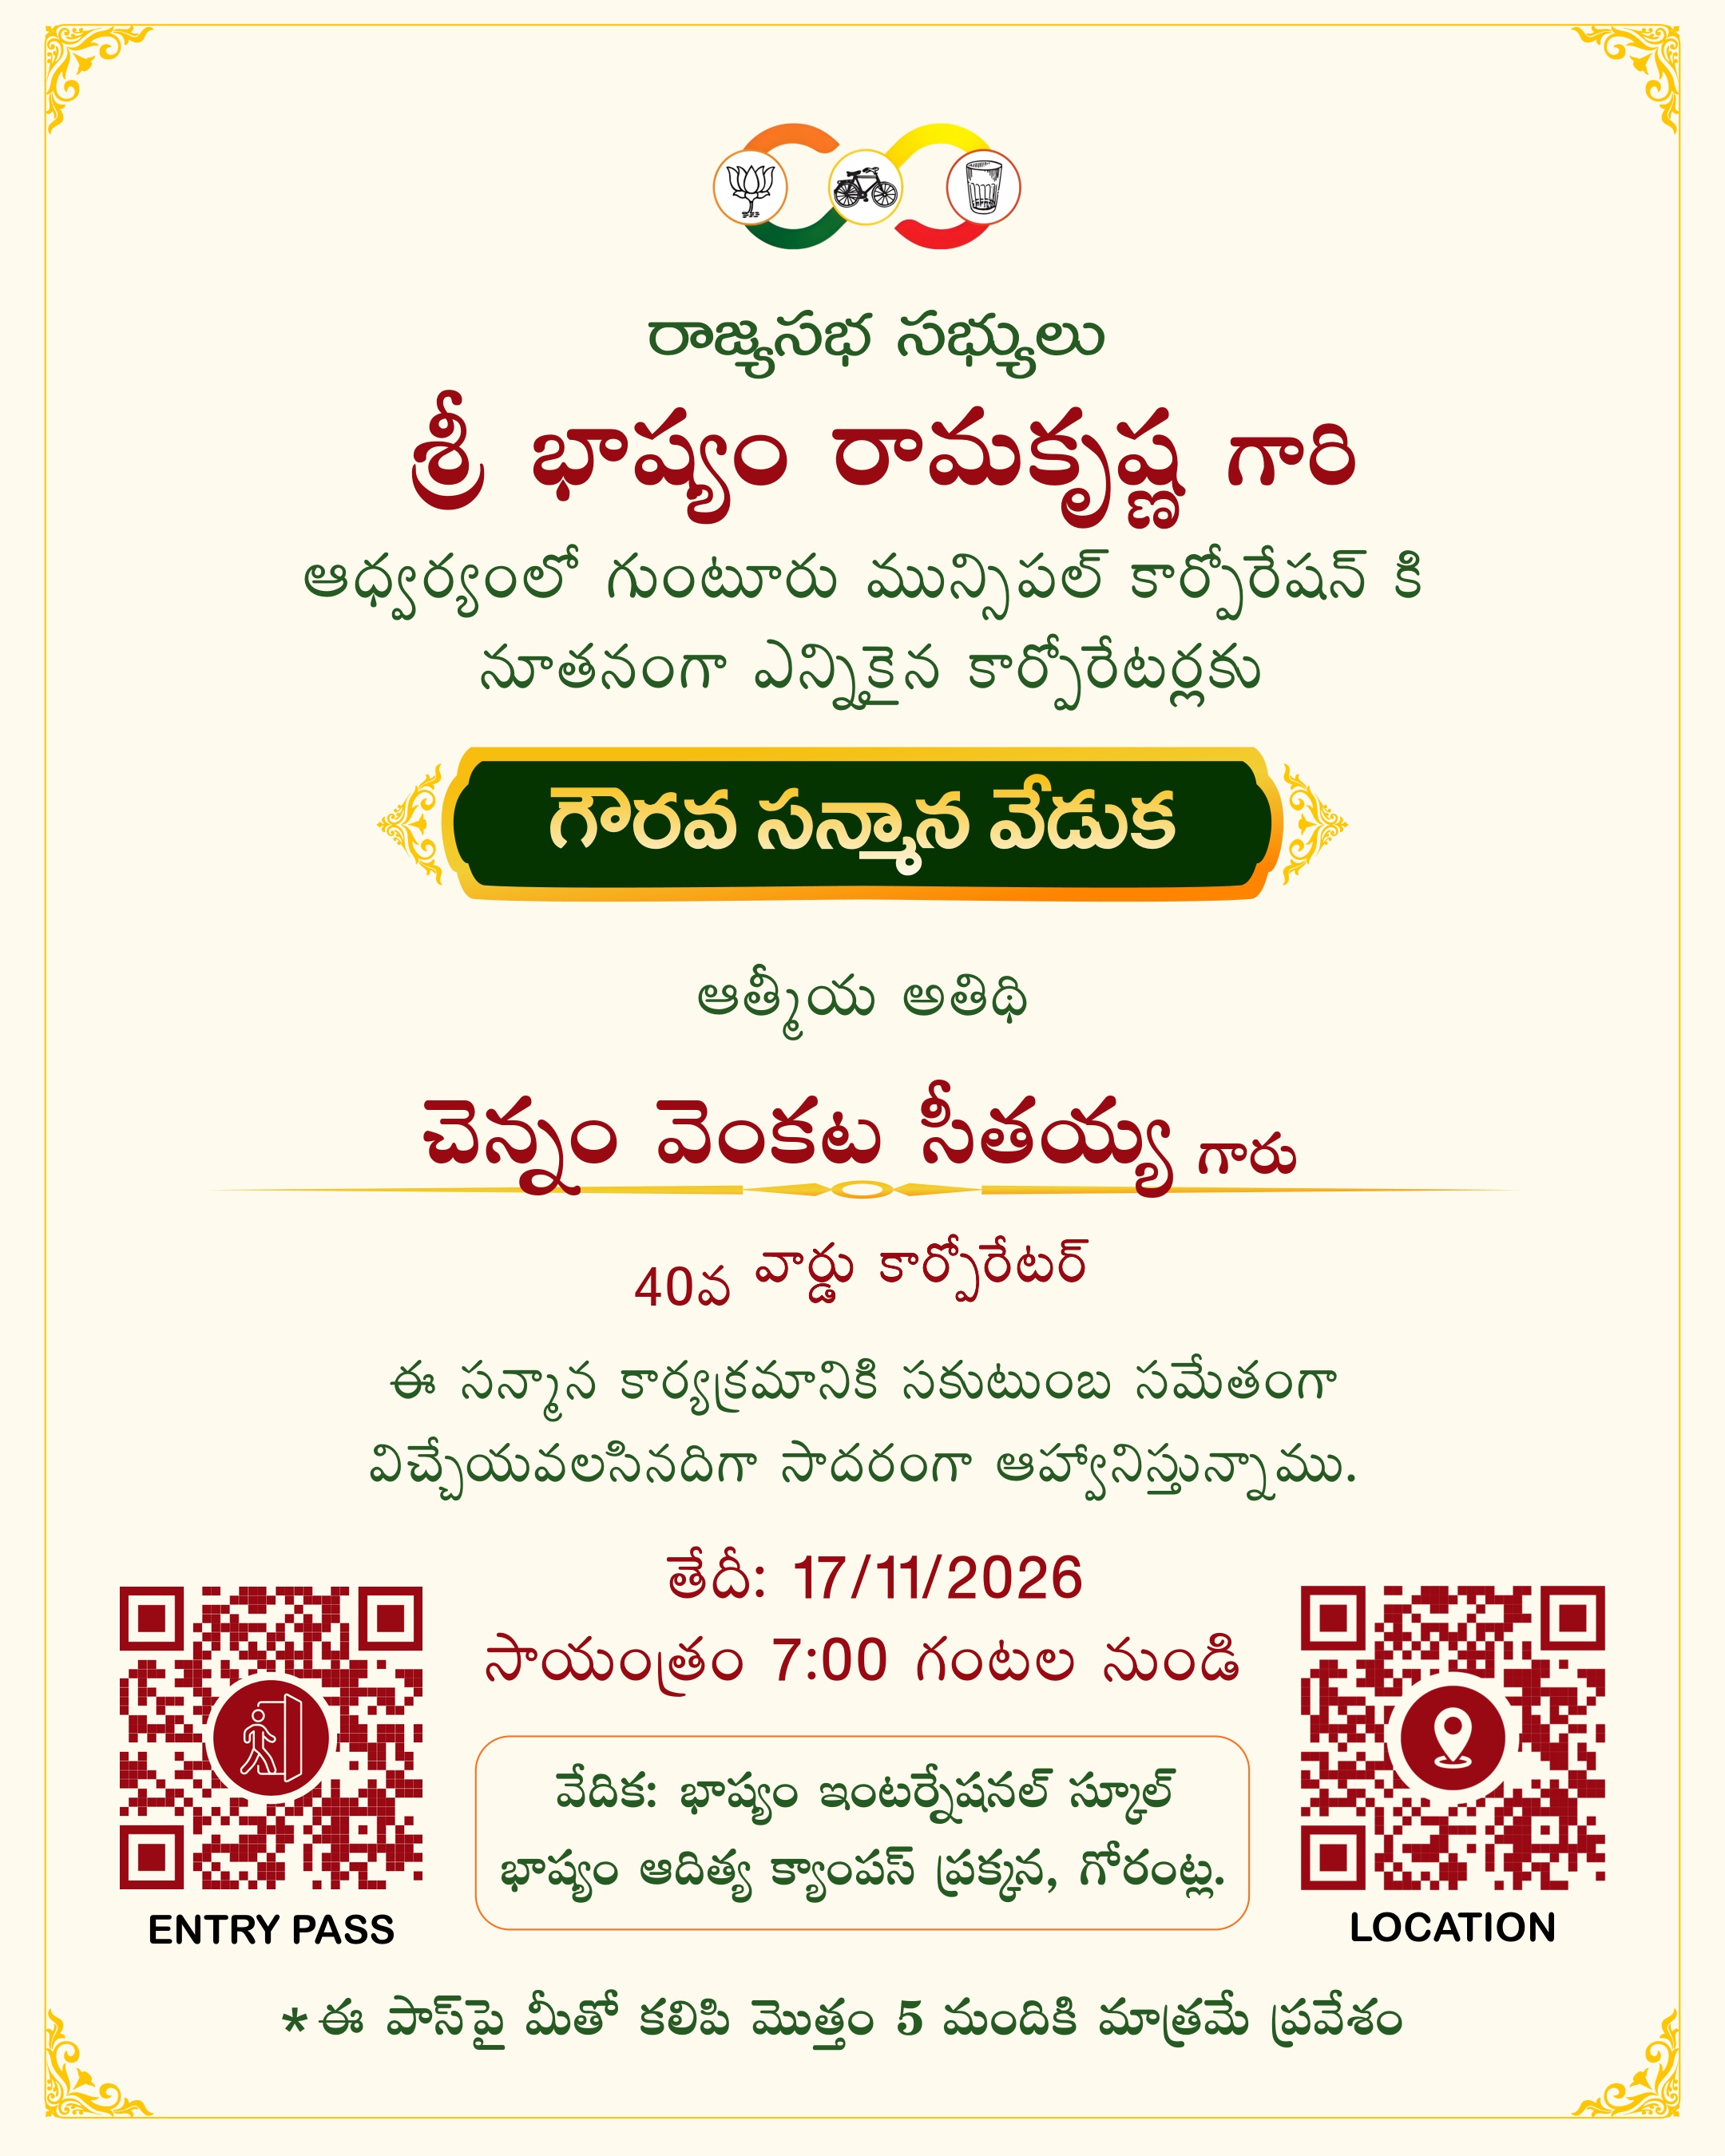 రాజ్యసభ సభ్యులు
శ్రీ భాష్యం రామకృష్ణ గారి
ఆధ్వర్యంలో గుంటూరు మున్సిపల్ కార్పోరేషన్ కి
నూతనంగా ఎన్నికైన కార్పోరేటర్లకు
గౌరవ సన్మాన వేడుక
ఆత్మీయ అతిథి
చెన్నం వెంకట సీతయ్య గారు
40వ వార్డు కార్పోరేటర్
ఈ సన్మాన కార్యక్రమానికి సకుటుంబ సమేతంగా
విచ్చేయవలసినదిగా సాదరంగా ఆహ్వానిస్తున్నాము.
తేదీ: 17/11/2026
సాయంత్రం 7:00 గంటల నుండి
వేదిక: భాష్యం ఇంటర్నేషనల్ స్కూల్
భాష్యం ఆదిత్య క్యాంపస్ ప్రక్కన, గోరంట్ల.
ENTRY PASS
LOCATION
*ఈ పాస్‌పై మీతో కలిపి మొత్తం 5 మందికి మాత్రమే ప్రవేశం